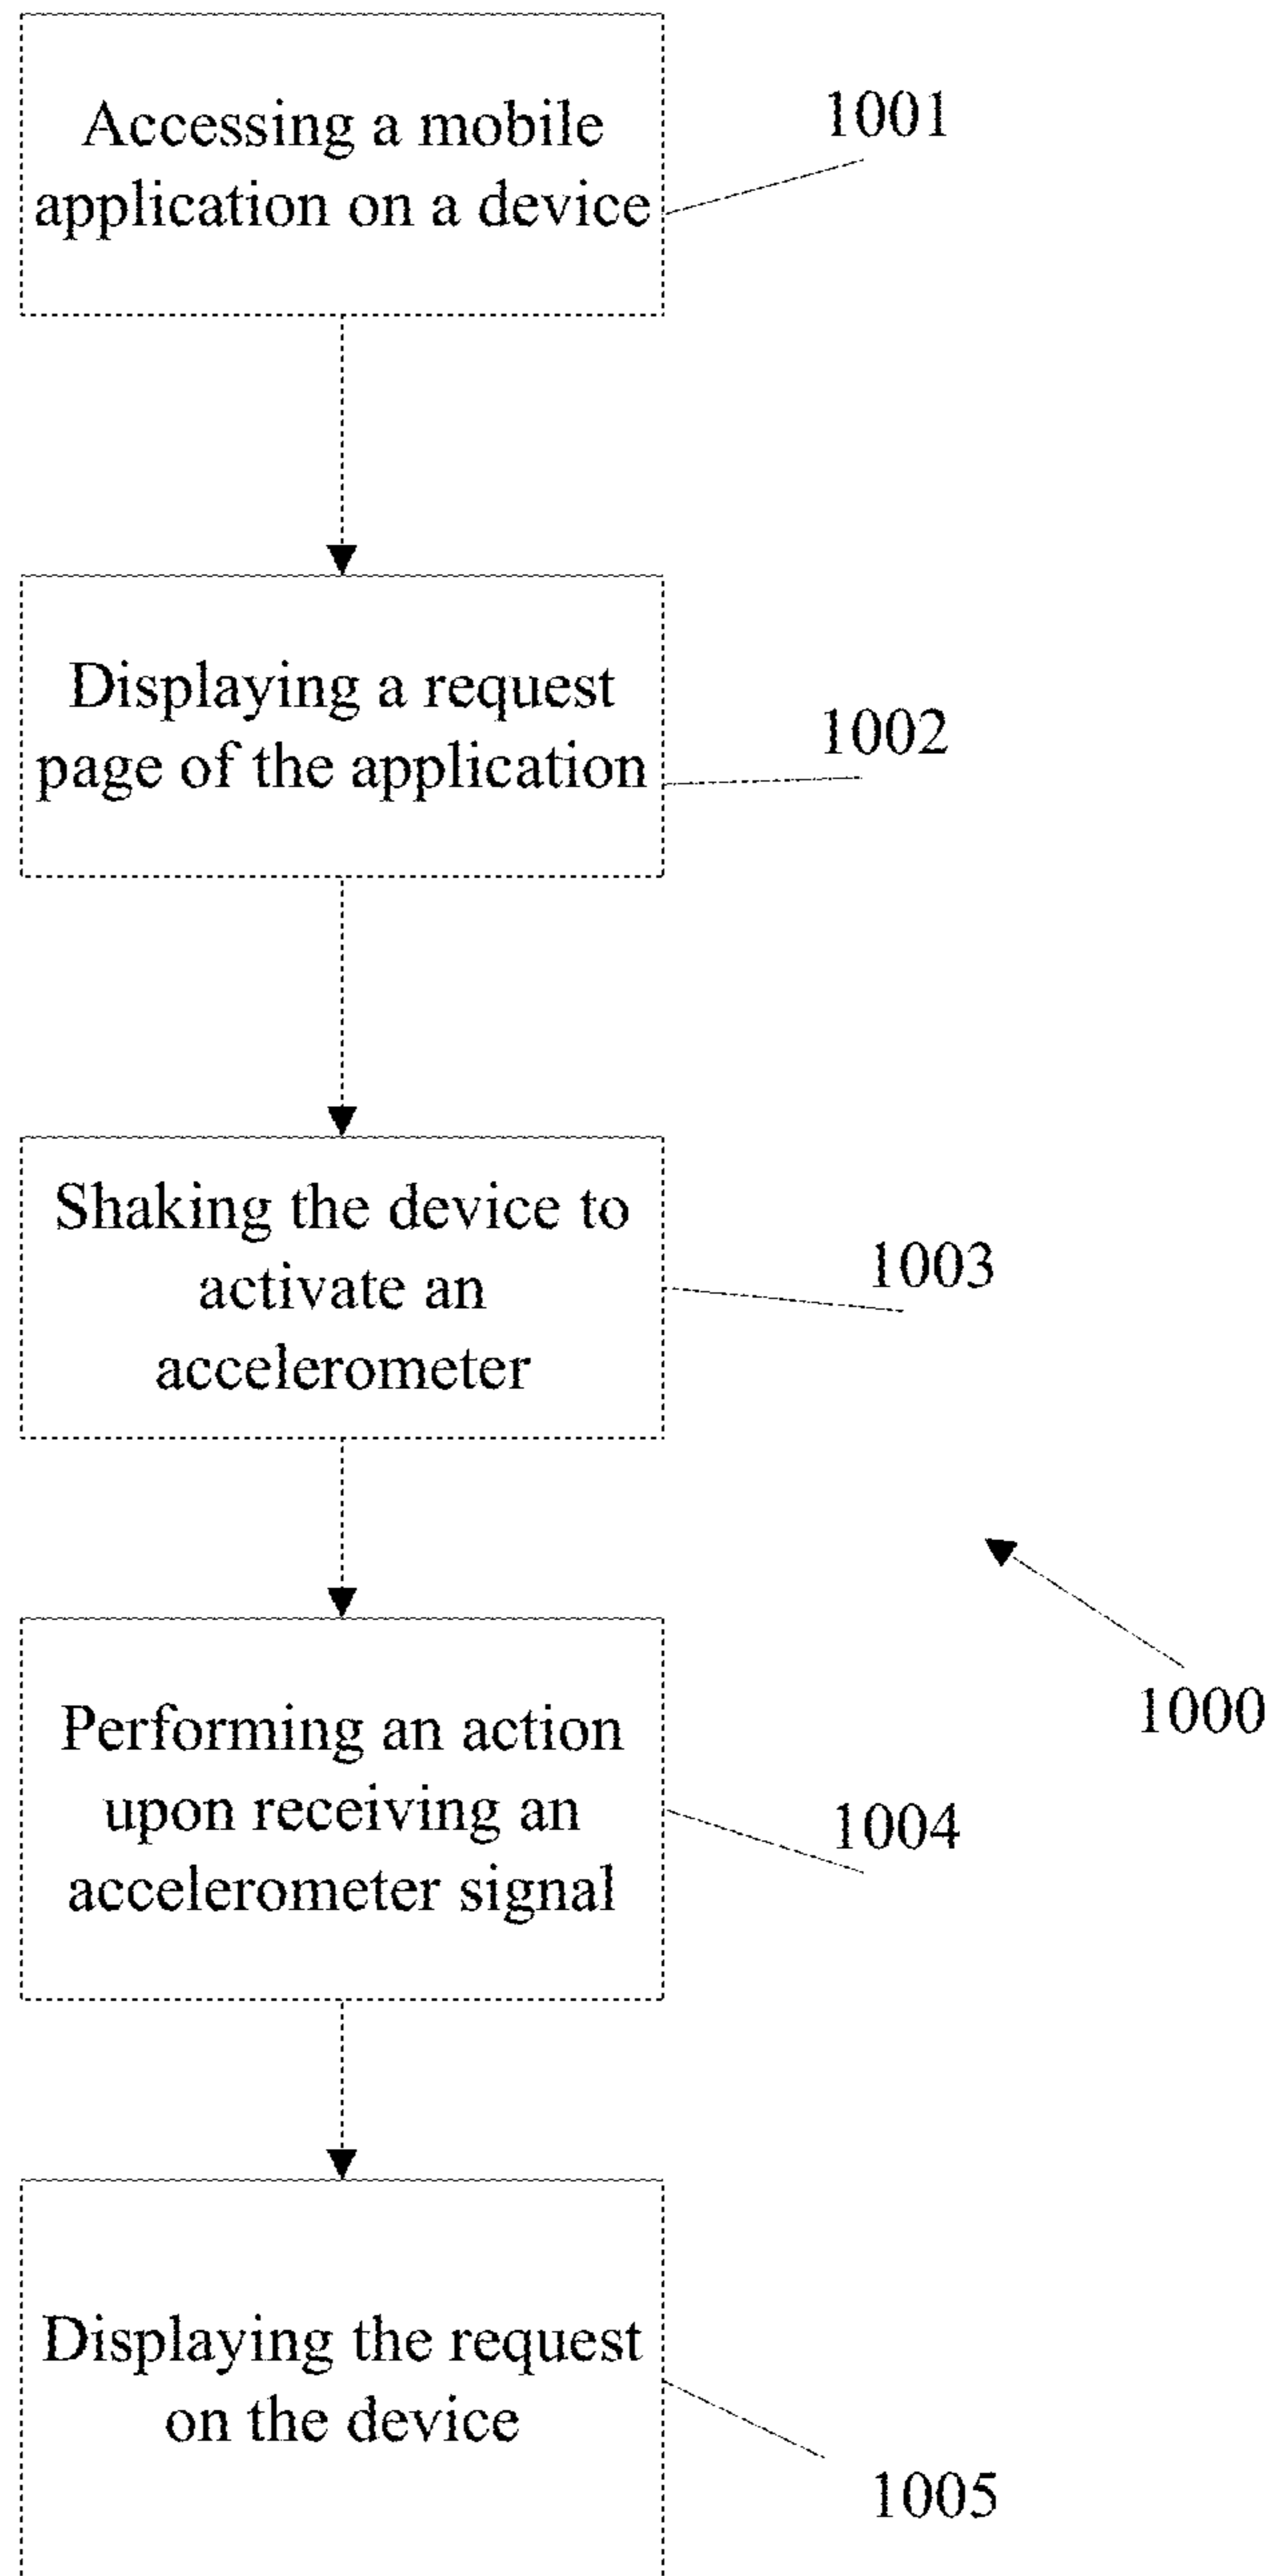 Accessing a mobile
application on a device
1001
Displaying a request
page of the application
1002
Shaking the device to
activate an
accelerometer
1003
1000
Performing an action
upon receiving an
accelerometer signal
1004
Displaying the request
on the device
1005